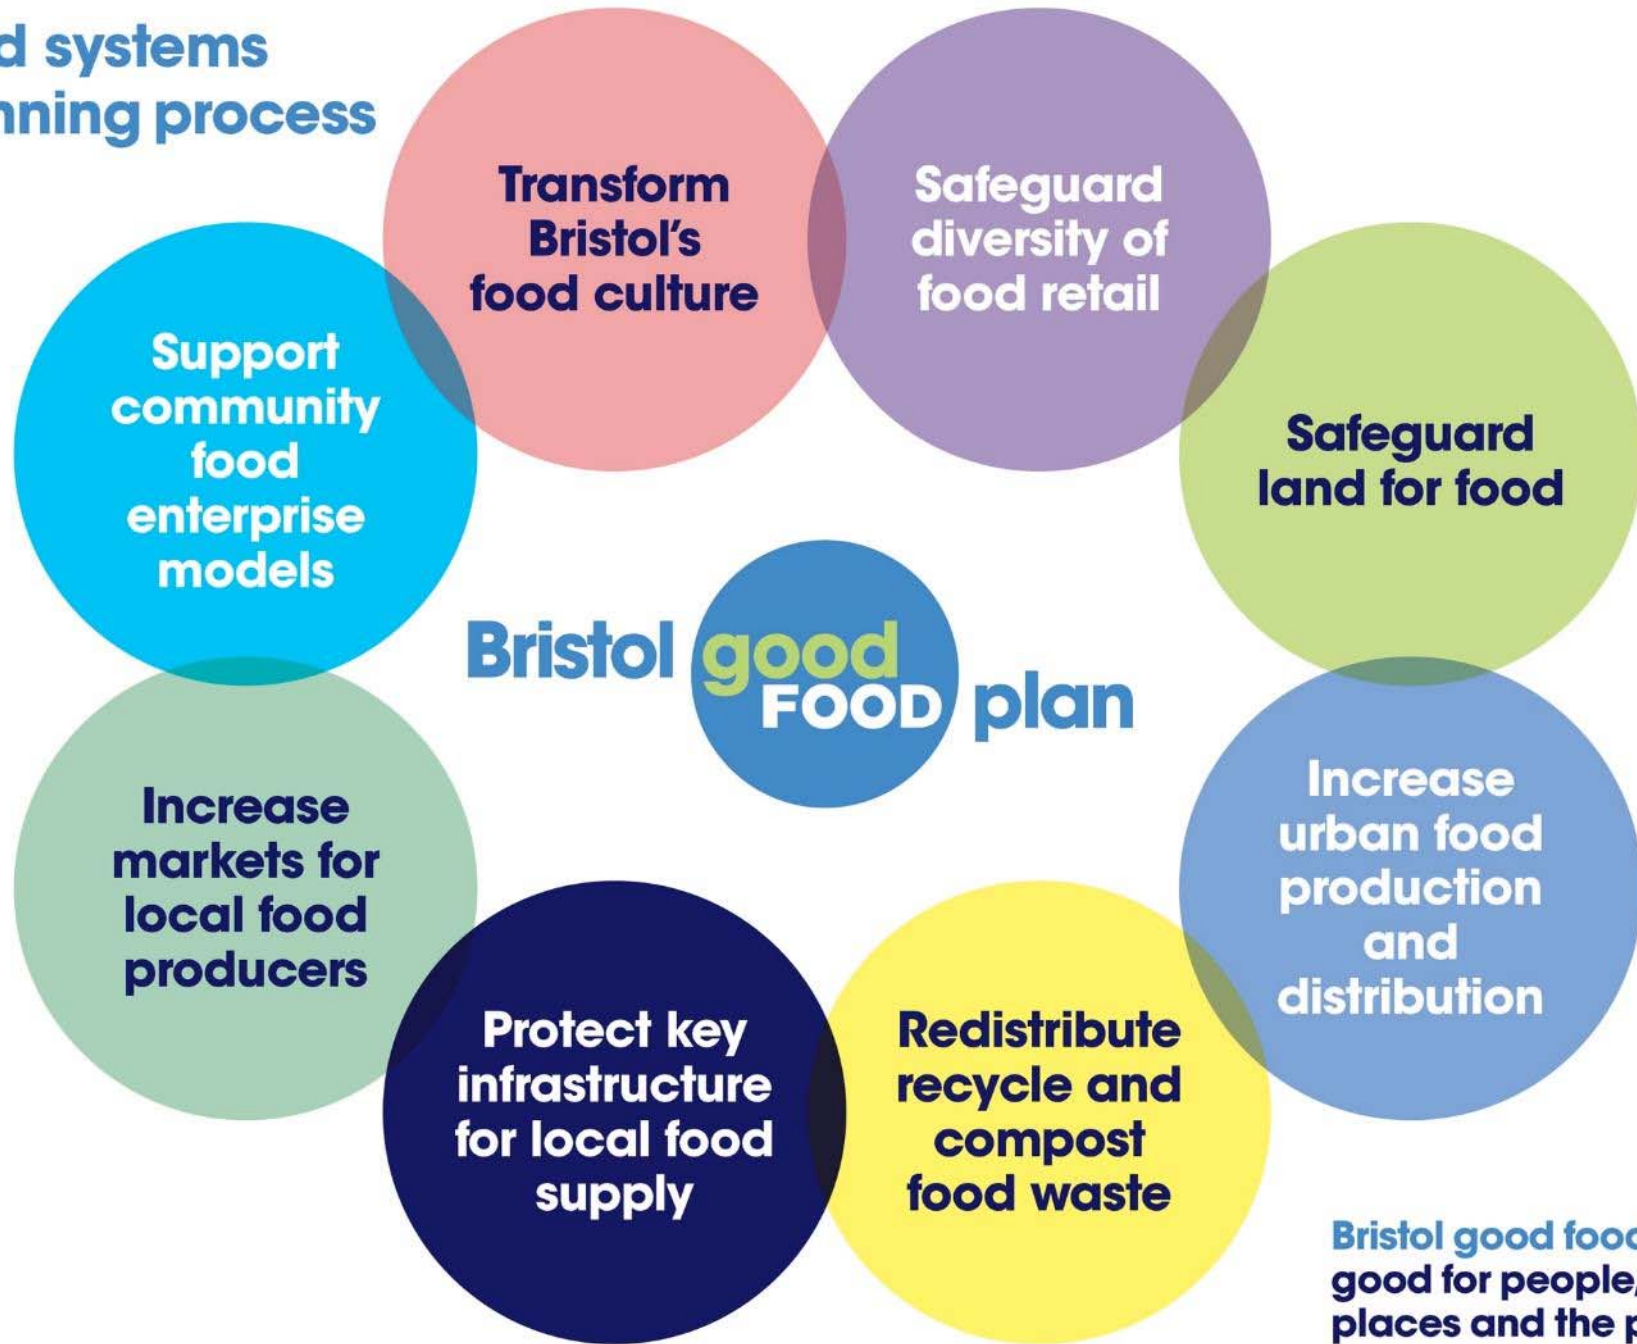 systems
process
Transform
Bristol's
food culture
Safeguard
diversity of
food retail
Support
community
food
enterprise
models
Safeguard
land for food
Bristol good FOOD plan
Increase
markets for
local food
producers
Increase
urban food
production
and
distribution
Protect key
infrastructure
for local food
supply
Redistribute
recycle and
compost
food waste
Bristol good food
good for people,
places and the